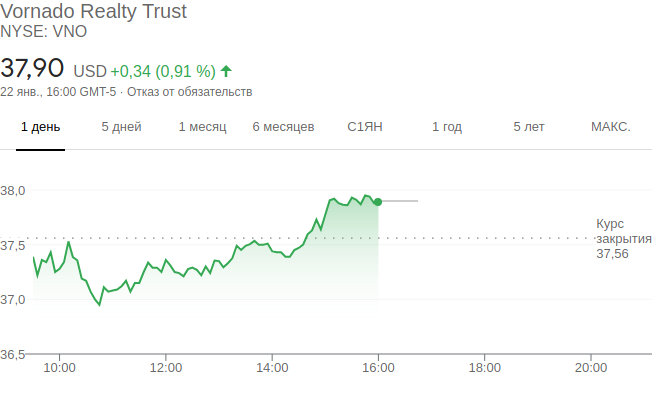 Vornado Realty Trust
NYSE: VNO
37,90 USD +0,34 (0,91 %)
22 янв., 16:00 GMT-5 · Отказ от обязательств
1 день 5 дней 1 месяц 6 месяцев С1ЯН 1 год 5 лет МАКС.
38,0
37,5
37,0
36,5
Курс
закрытия
37,56
10:00 12:00 14:00 16:00 18:00 20:00